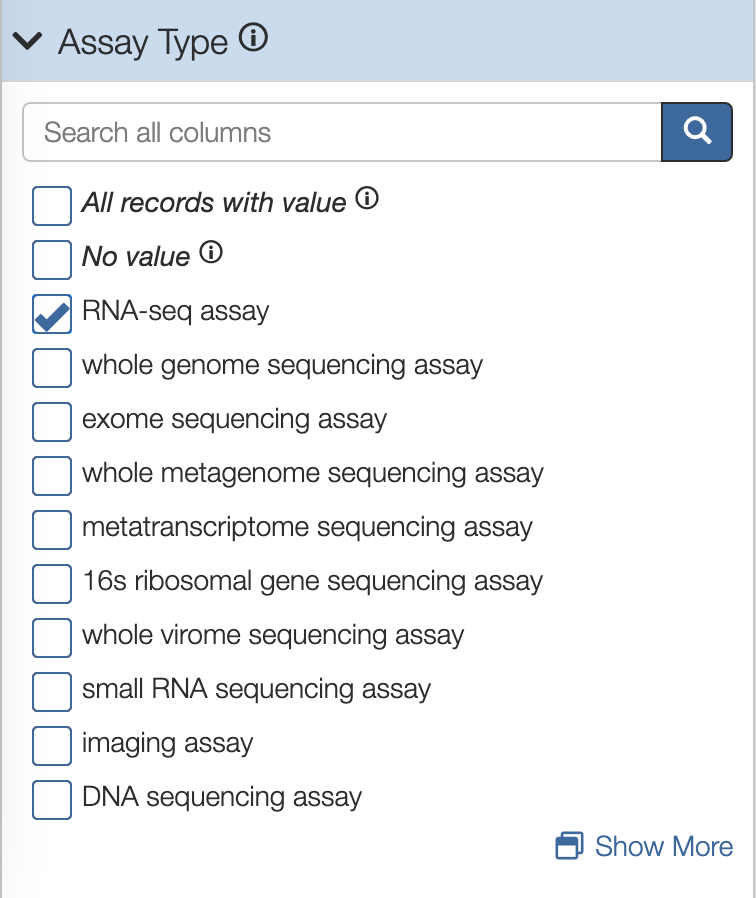 Assay Type
Search all columns
All records with value
No value
RNA-seq assay
whole genome sequencing assay
exome sequencing assay
whole metagenome sequencing assay
metatranscriptome sequencing assay
16s ribosomal gene sequencing assay
whole virome sequencing assay
small RNA sequencing assay
imaging assay
DNA sequencing assay
Show More